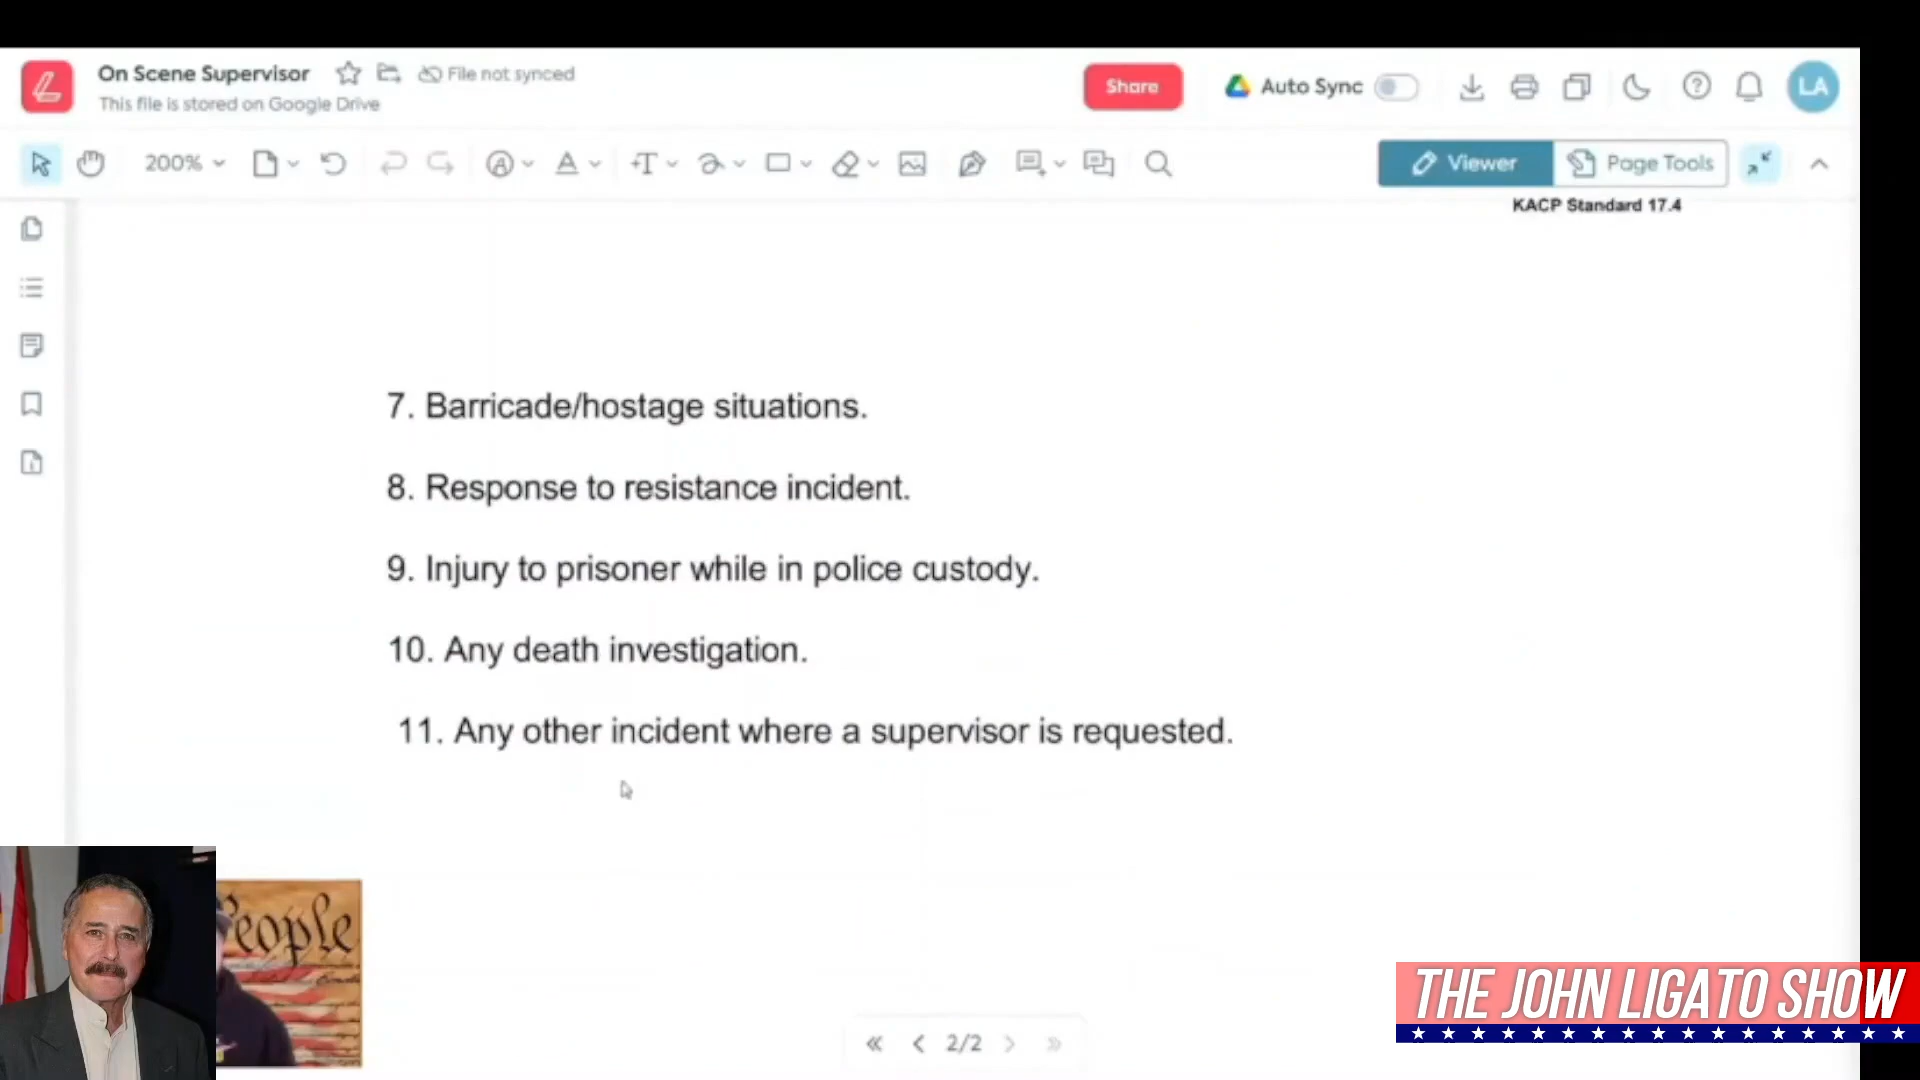 On Scene Supervisor
File not synced
This file is stored on Google Drive
Share
Auto Sync
LA
200%
Viewer
Page Tools
KACP Standard 17.4
7. Barricade/hostage situations.
8. Response to resistance incident.
9. Injury to prisoner while in police custody.
10. Any death investigation.
11. Any other incident where a supervisor is requested.
People
THE JOHN LIGATO SHOW
2/2